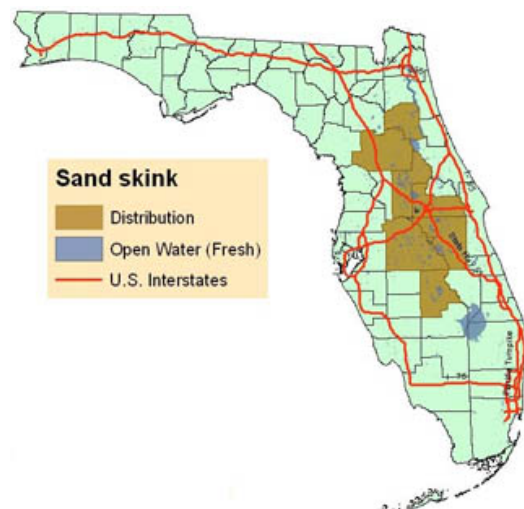 Sand skink
Distribution
Open Water (Fresh)
U.S. Interstates